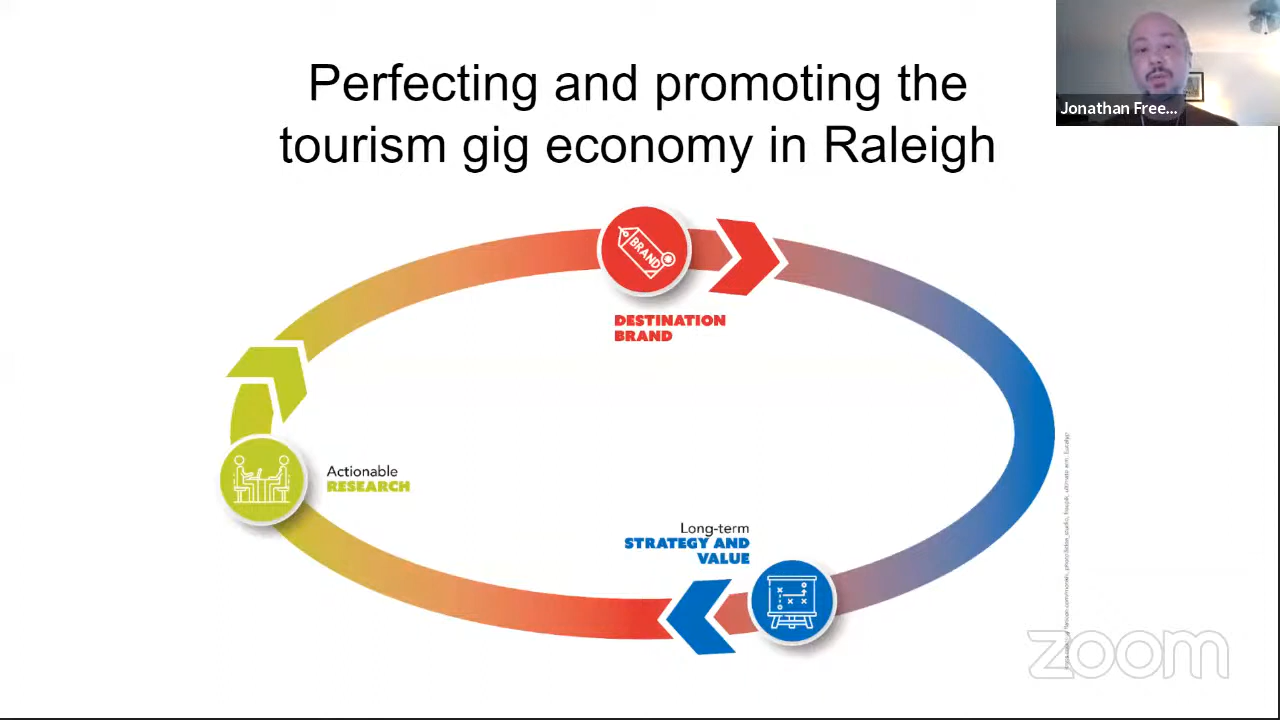 Perfecting and promoting the
tourism gig economy in Raleigh
Jonathan Free...
BRAND
DESTINATION
BRAND
Actionable
RESEARCH
Long-term
STRATEGY AND
VALUE
zoom